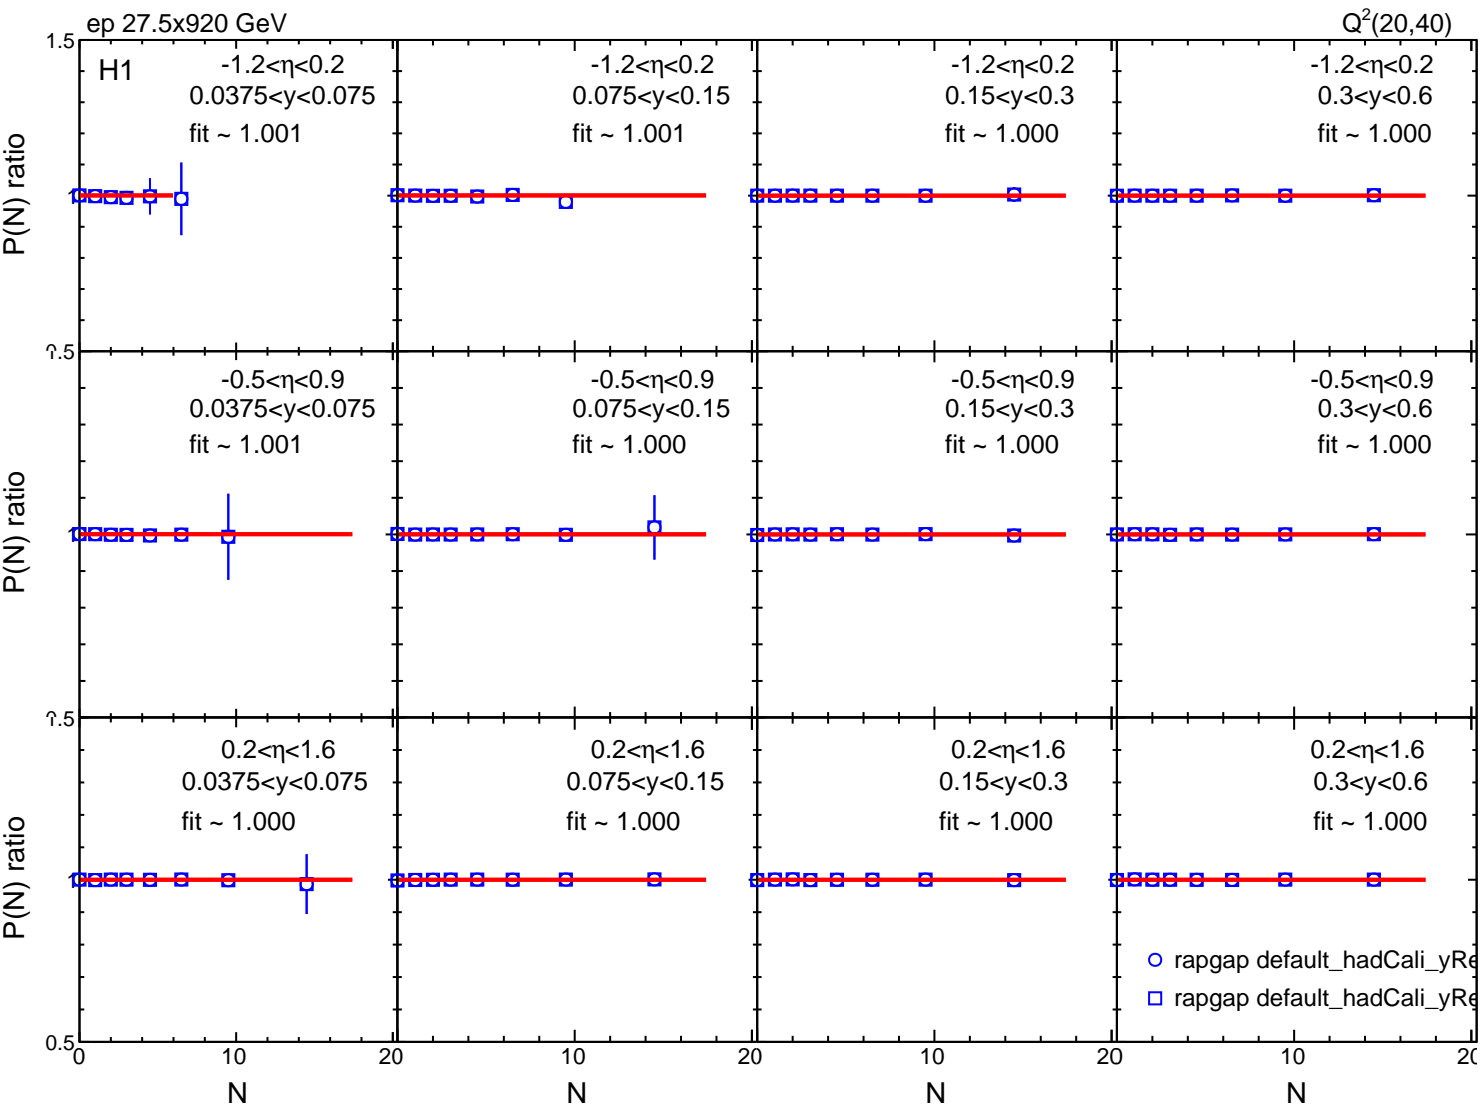 ep 27.5x920 GeV
Q²(20,40)
1.5
H1
-1.2<η<0.2
0.0375<y<0.075
fit ~ 1.001
-1.2<η<0.2
0.075<y<0.15
fit ~ 1.001
-1.2<η<0.2
0.15<y<0.3
fit ~ 1.000
-1.2<η<0.2
0.3<y<0.6
fit ~ 1.000
P(N) ratio
-0.5<η<0.9
0.0375<y<0.075
fit ~ 1.001
-0.5<η<0.9
0.075<y<0.15
fit ~ 1.000
-0.5<η<0.9
0.15<y<0.3
fit ~ 1.000
-0.5<η<0.9
0.3<y<0.6
fit ~ 1.000
P(N) ratio
0.2<η<1.6
0.0375<y<0.075
fit ~ 1.000
0.2<η<1.6
0.075<y<0.15
fit ~ 1.000
0.2<η<1.6
0.15<y<0.3
fit ~ 1.000
0.2<η<1.6
0.3<y<0.6
fit ~ 1.000
P(N) ratio
rapgap default_hadCali_yRe
rapgap default_hadCali_yRe
0.5
0 10 20 10 20 10 20 10 20
N N N N